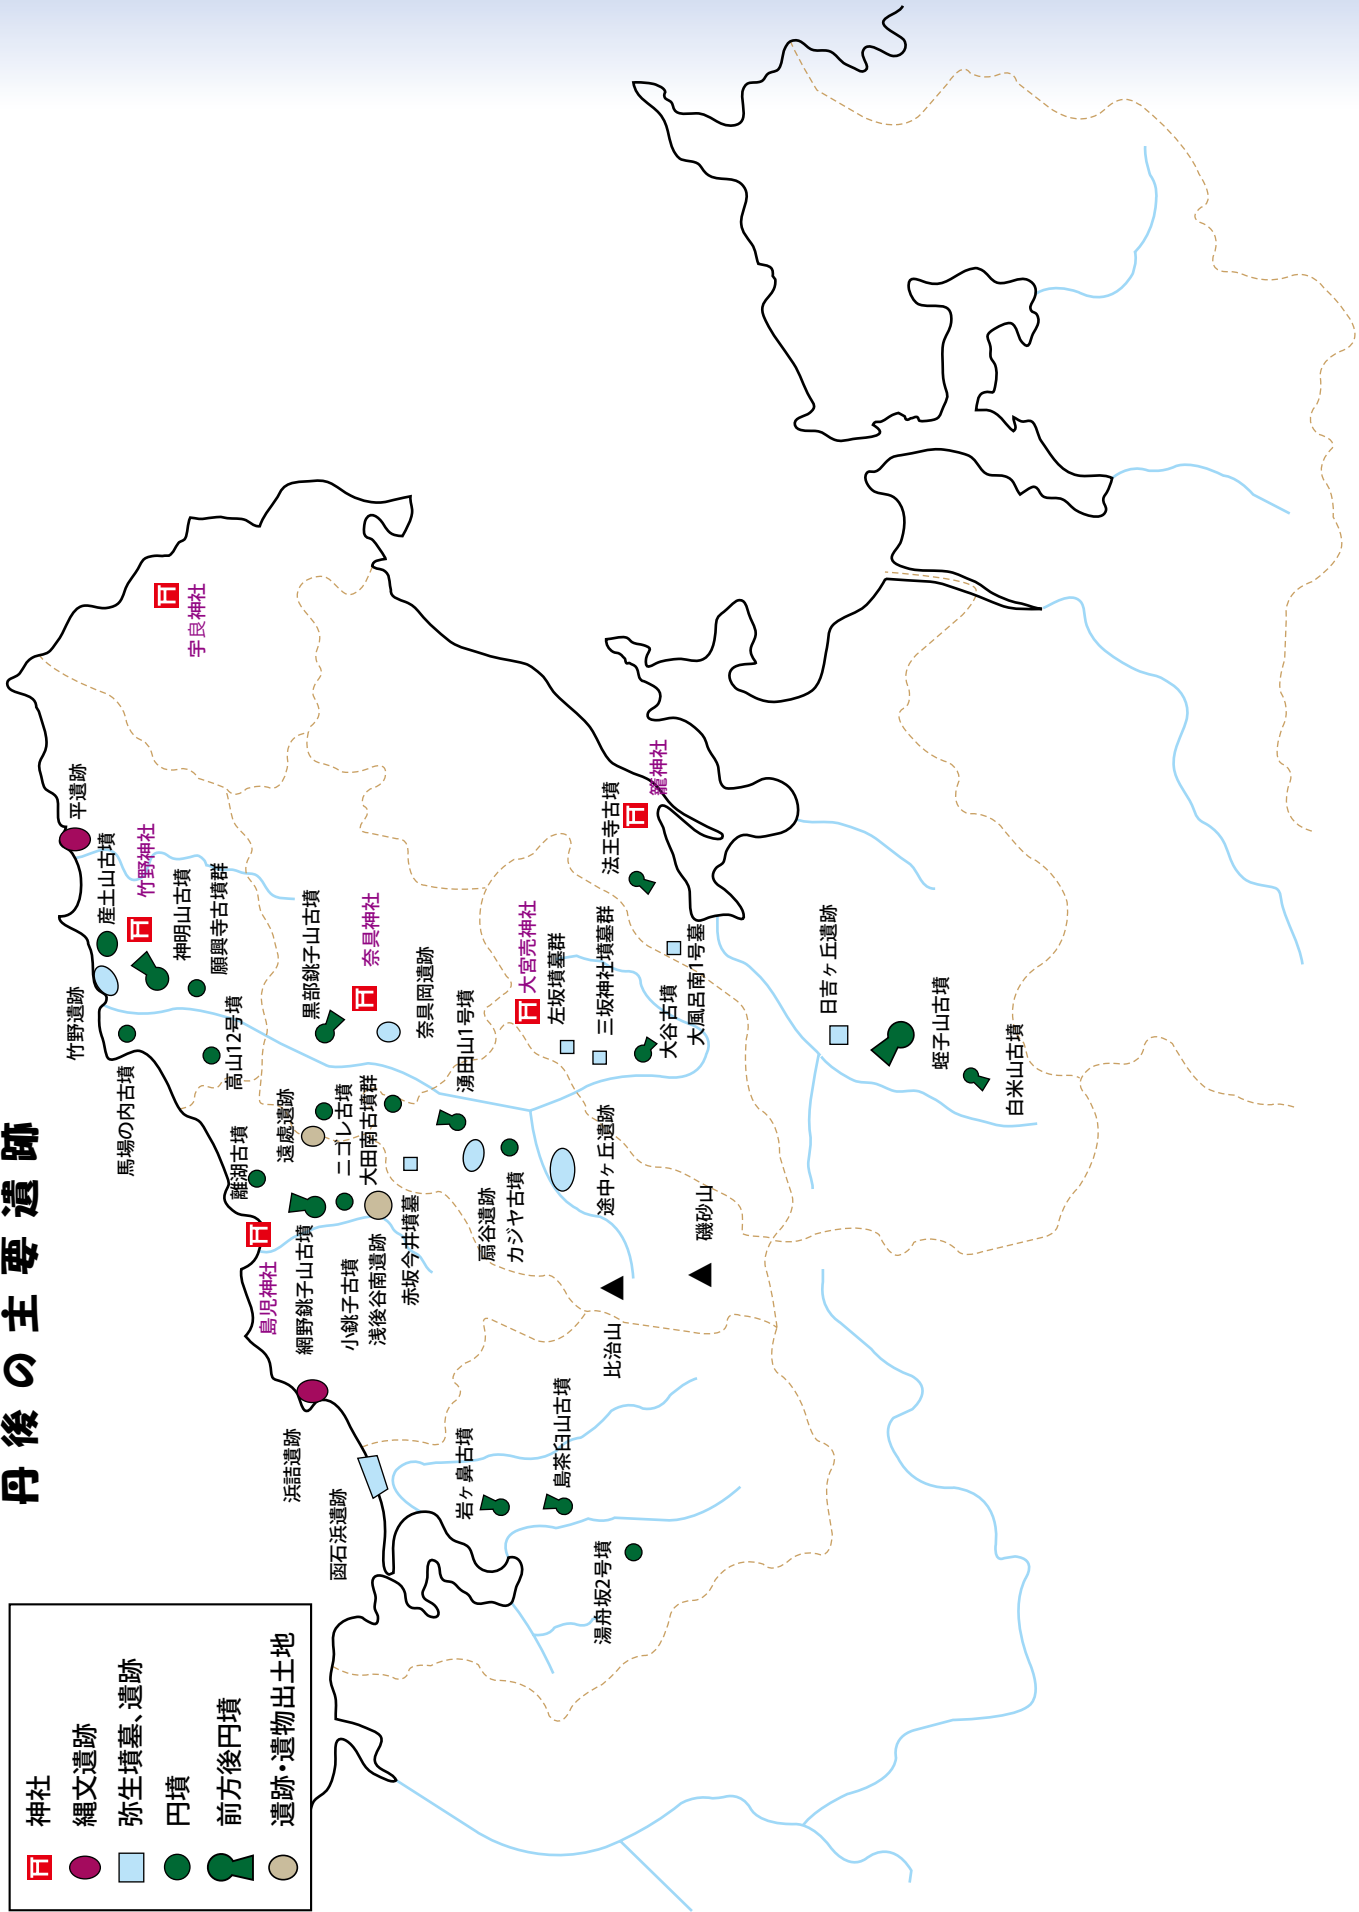 丹後の主要遺跡
神社
縄文遺跡
弥生墳墓、遺跡
円墳
前方後円墳
遺跡・遺物出土地
宇良神社
平遺跡
産土山古墳
竹野神社
神明山古墳
願興寺古墳群
竹野遺跡
馬場の内古墳
高山12号墳
黒部銚子山古墳
奈具神社
奈具岡遺跡
湧田山1号墳
大宮売神社
左坂墳墓群
三坂神社墳墓群
法王寺古墳
籠神社
大谷古墳
大風呂南1号墓
日吉ヶ丘遺跡
蛭子山古墳
白米山古墳
離湖古墳
遠處遺跡
ニゴレ古墳
大田南古墳群
島児神社
網野銚子山古墳
小銚子古墳
浅後谷南遺跡
赤坂今井墳墓
扇谷遺跡
カジヤ古墳
途中ヶ丘遺跡
磯砂山
比治山
浜詰遺跡
函石浜遺跡
岩ヶ鼻古墳
島茶臼山古墳
湯舟坂2号墳